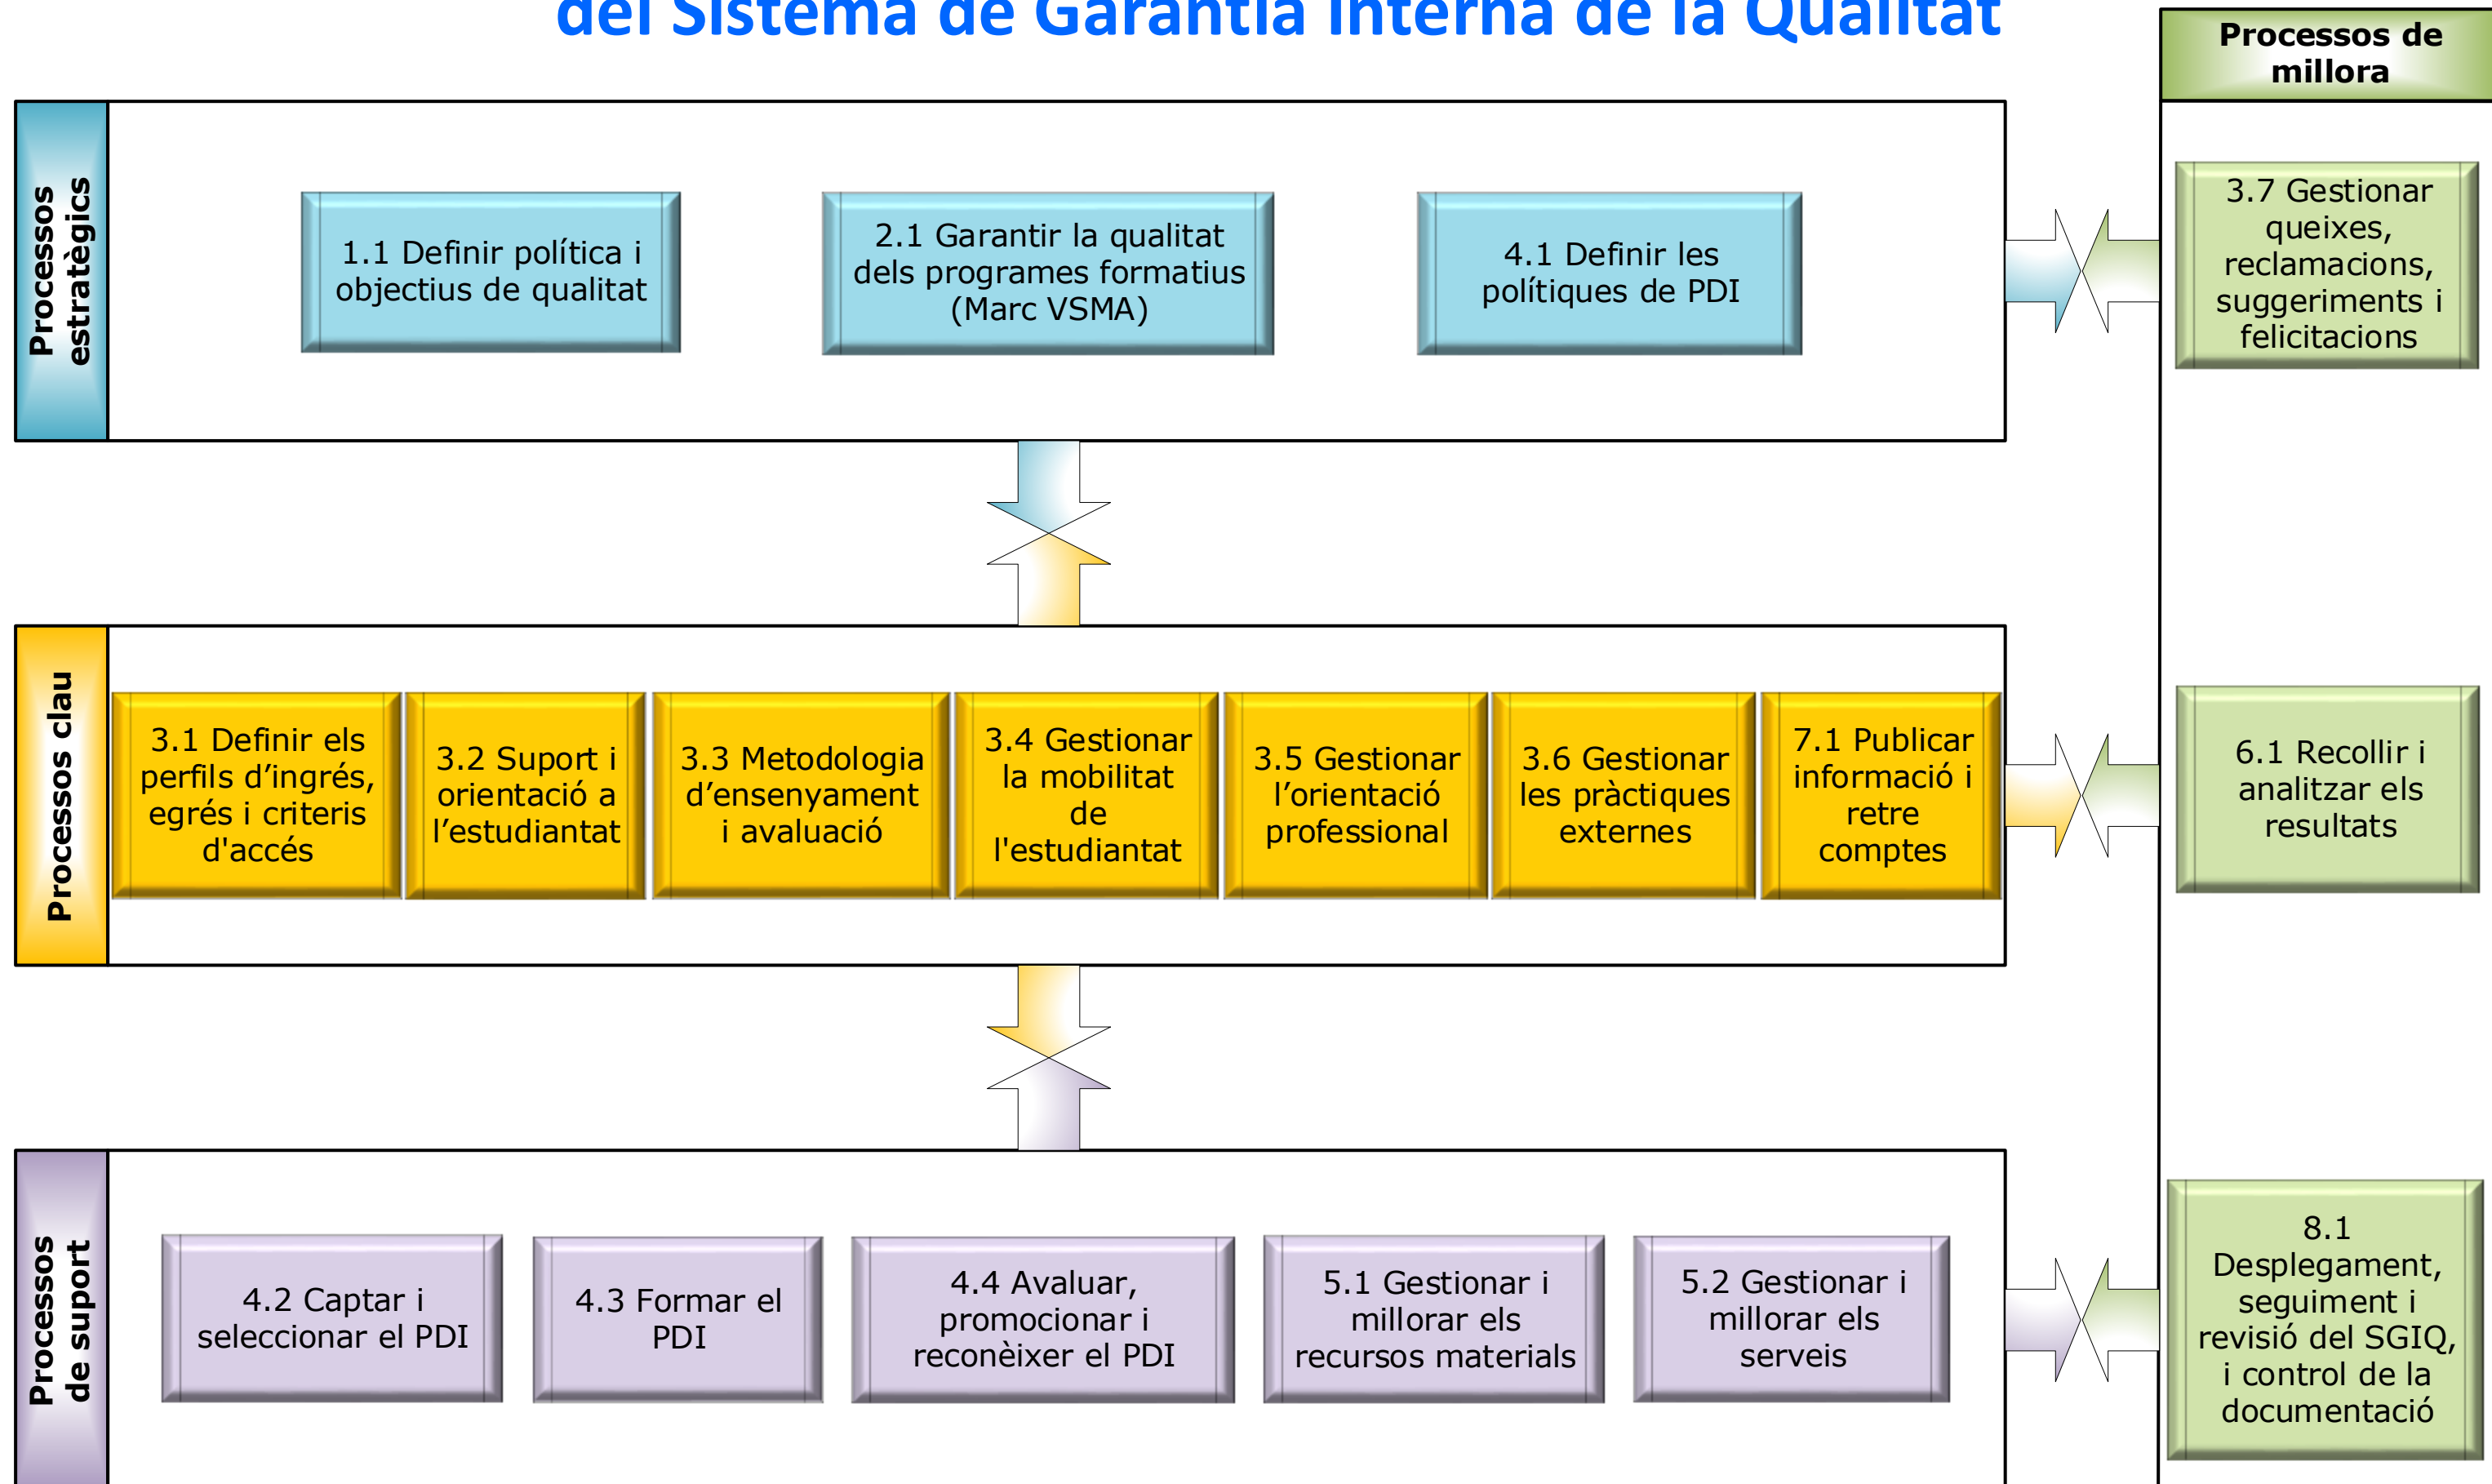 del Sistema de Garantia Interna de la Qualitat
Processos de
millora
Processos
estratègics
1.1 Definir política i
objectius de qualitat
2.1 Garantir la qualitat
dels programes formatius
(Marc VSMA)
4.1 Definir les
polítiques de PDI
3.7 Gestionar
queixes,
reclamacions,
suggeriments i
felicitacions
Processos clau
3.1 Definir els
perfils d’ingrés,
egrés i criteris
d'accés
3.2 Suport i
orientació a
l’estudiantat
3.3 Metodologia
d’ensenyament
i avaluació
3.4 Gestionar
la mobilitat
de
l'estudiantat
3.5 Gestionar
l’orientació
professional
3.6 Gestionar
les pràctiques
externes
7.1 Publicar
informació i
retre
comptes
6.1 Recollir i
analitzar els
resultats
Processos
de suport
4.2 Captar i
seleccionar el PDI
4.3 Formar el
PDI
4.4 Avaluar,
promocionar i
reconèixer el PDI
5.1 Gestionar i
millorar els
recursos materials
5.2 Gestionar i
millorar els
serveis
8.1
Desplegament,
seguiment i
revisió del SGIQ,
i control de la
documentació